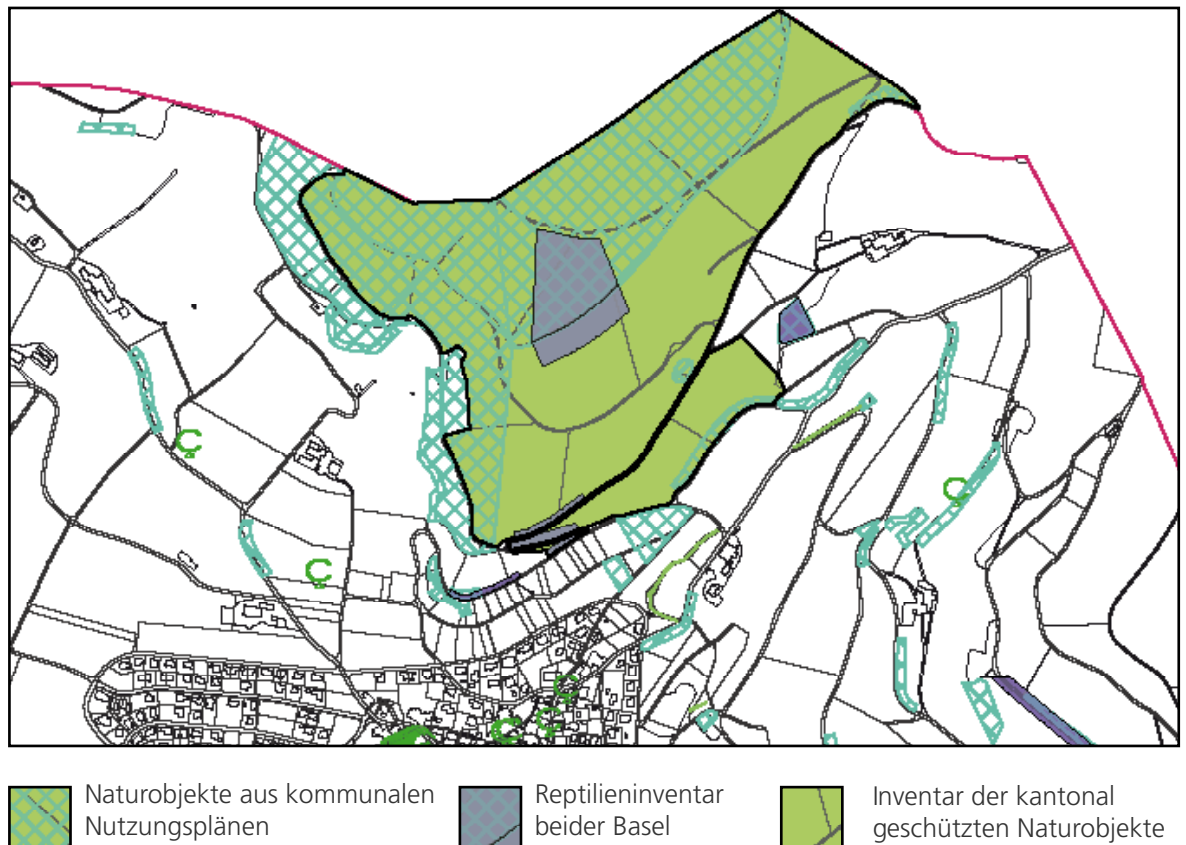 Naturobjekte aus kommunalen
Nutzungsplänen
Reptilieninventar
beider Basel
Inventar der kantonal
geschützten Naturobjekte